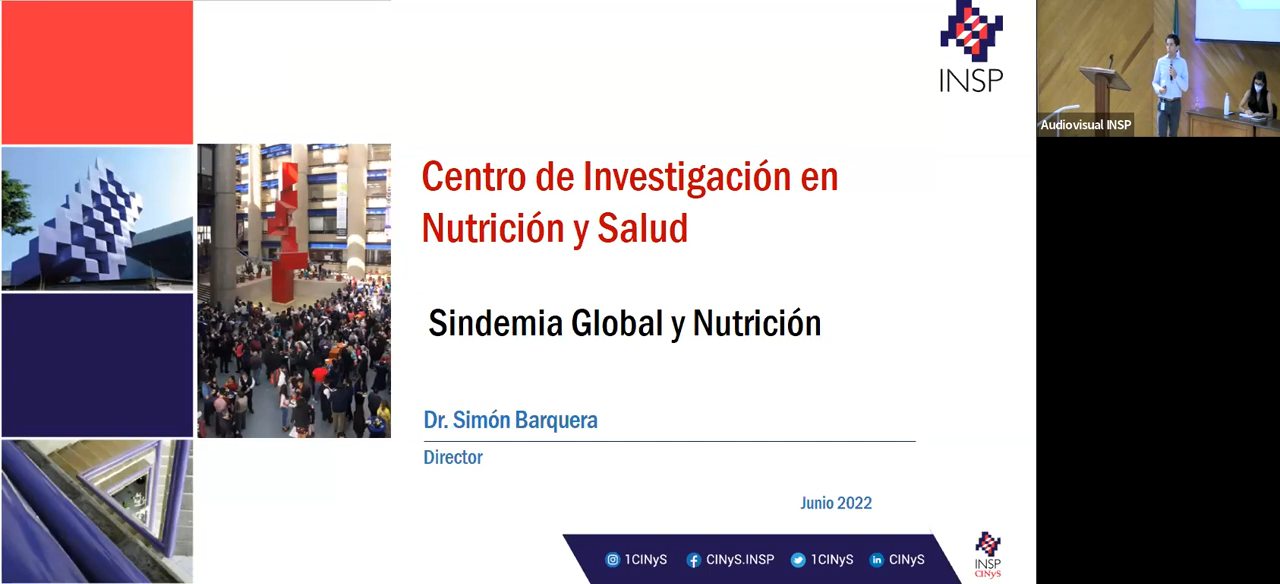 INSP
Audiovisual INSP
Centro de Investigación en
Nutrición y Salud
Sindemia Global y Nutrición
Dr. Simón Barquera
Director
Junio 2022
1CINyS CINyS.INSP 1CINyS CINyS
INSP
CINyS